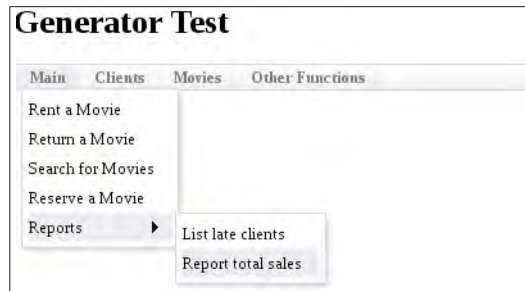 Generator Test
Main Clients Movies Other Functions
Rent a Movie
Return a Movie
Search for Movies
Reserve a Movie
Reports
List late clients
Report total sales